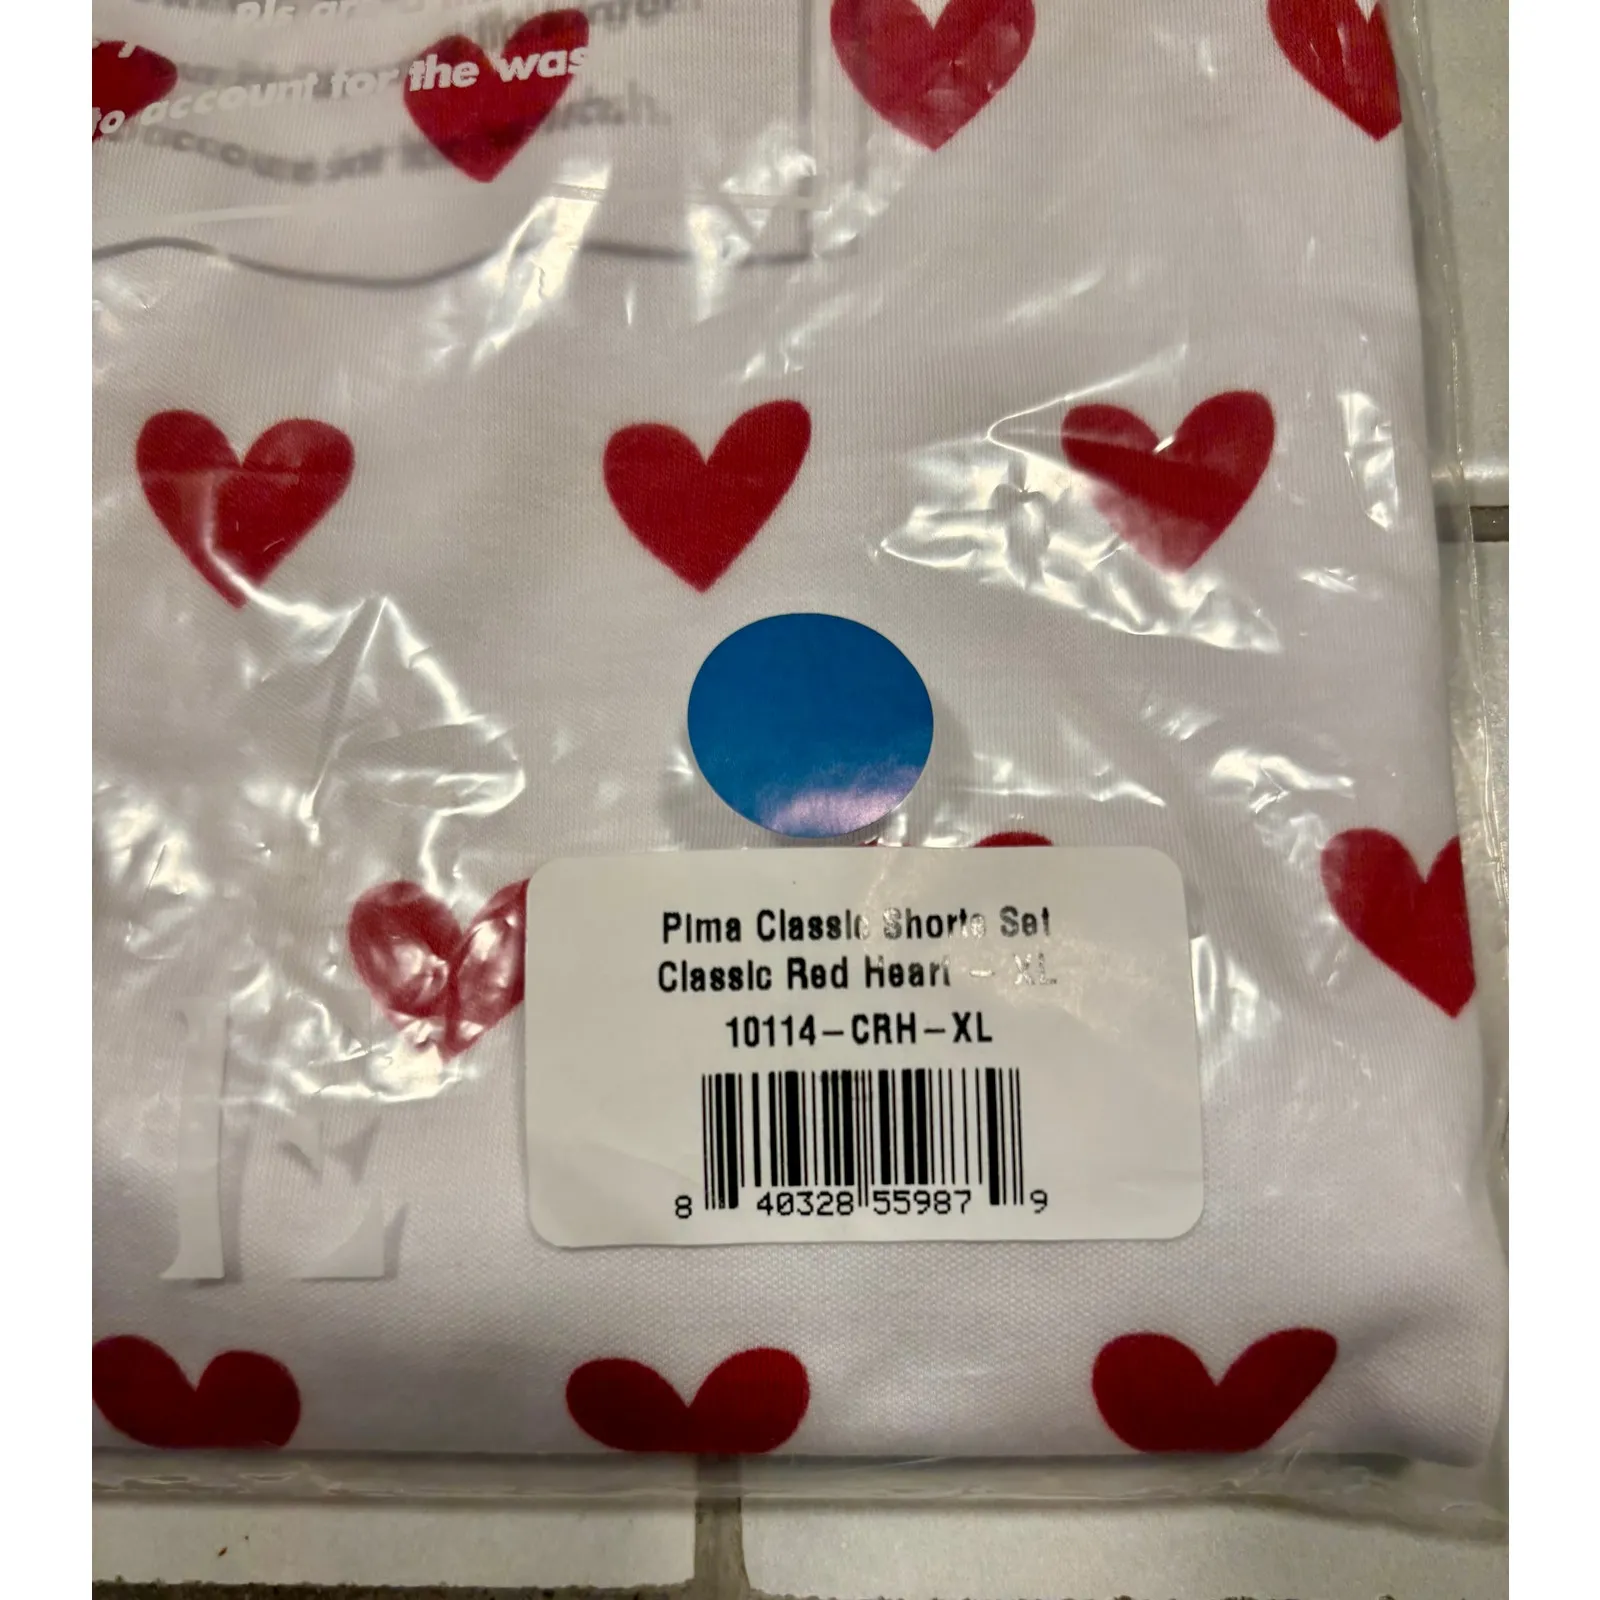 to account for the was
Pima Classic Shorts Set
Classic Red Heart - XL
10114-CRH-XL
8 40328 55987 9